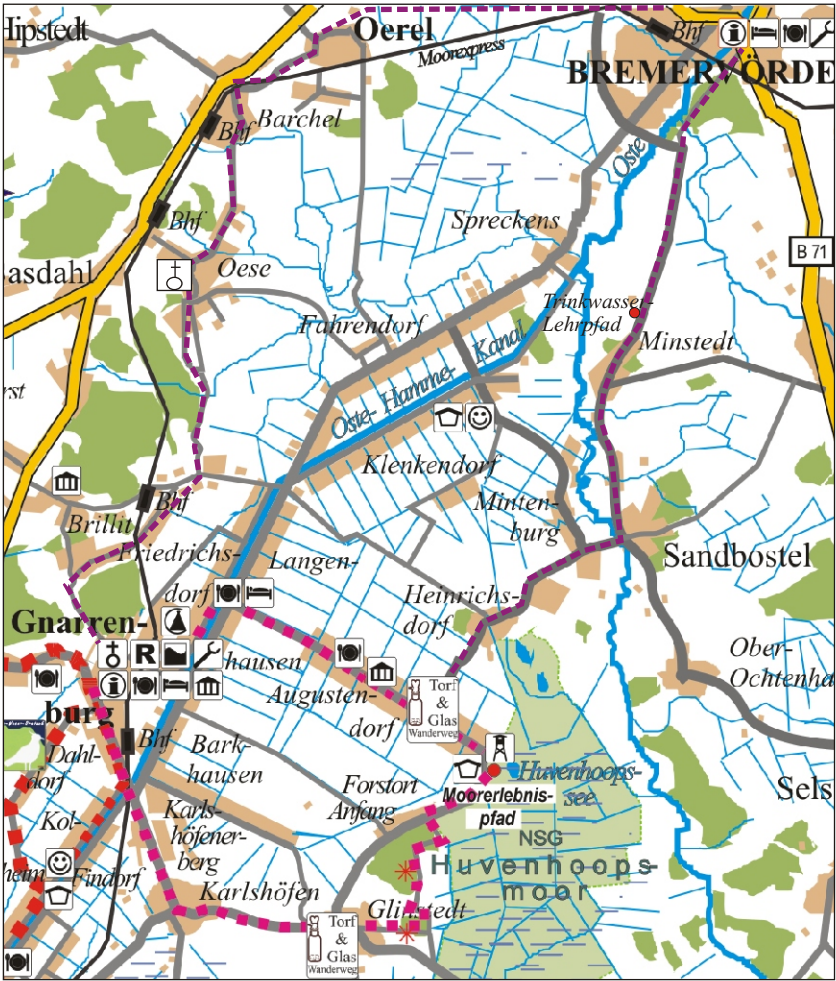 Hipstedt
Oerel
Moorexpress
Bhf
BREMERVÖRDE
Bhf
Barchel
Oste
Bhf
Spreckens
B 71
asdahl
Oese
Trinkwasser-
Lehrpfad
Fahrendorf
Minstedt
Oste-Hamme-Kanal
rst
Klenkendorf
Minten-
burg
Bhf
Brillit
Friedrichs-
dorf
Langen-
hausen
Sandbostel
Heinrichs-
dorf
Gnarren-
burg
R
Ober-
Ochtenha
Augusten-
dorf
Torf
&
Glas
Wanderweg
Bhf
Dahl-
dorf
Bark-
hausen
Huvenhoops-
see
Forstort
Anfang
Moorerlebnis-
pfad
Sels
Kol-
heim
Karls-
höfener-
berg
NSG
Huvenhoops-
moor
Findorf
Karlshöfen
Glinstedt
Torf
&
Glas
Wanderweg